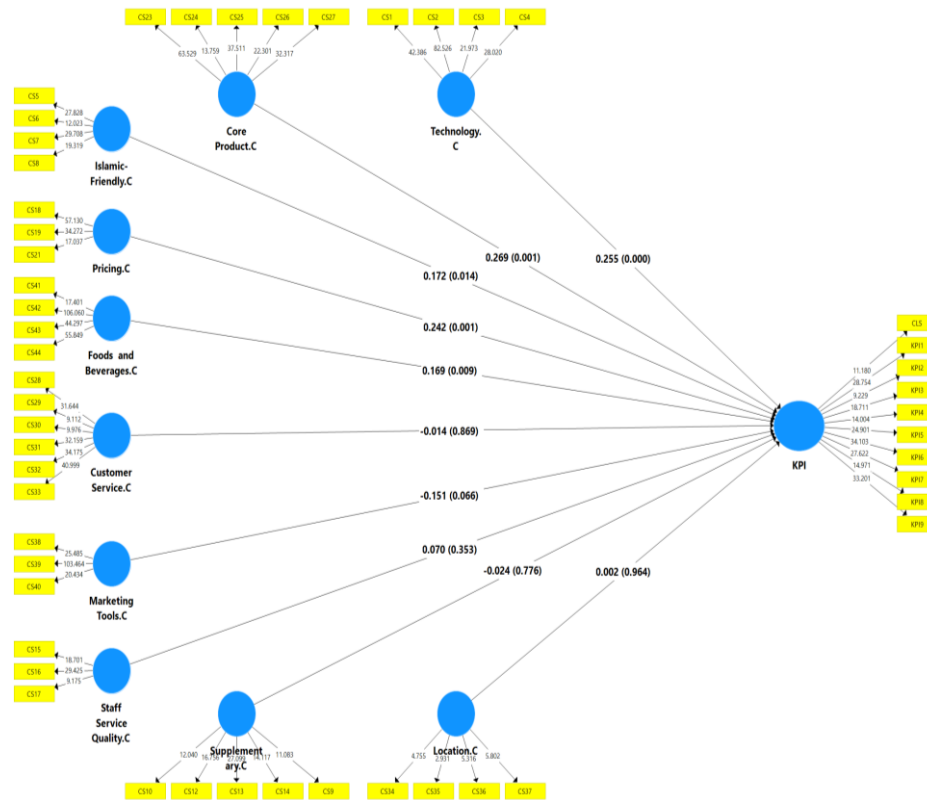 CS23
CS24
CS25
CS26
CS27
63.529
13.759
37.511
22.301
32.317
Core
Product.C
CS1
CS2
CS3
CS4
42.386
82.526
21.973
28.020
Technology.
C
CS5
CS6
CS7
CS8
27.828
12.023
29.708
19.319
Islamic-
Friendly.C
CS18
CS19
CS21
57.130
34.272
17.037
Pricing.C
CS41
CS42
CS43
CS44
17.401
106.060
44.297
55.849
Foods and
Beverages.C
CS28
CS29
CS30
CS31
CS32
CS33
31.644
9.112
9.976
32.159
34.175
40.999
Customer
Service.C
CS38
CS39
CS40
25.485
103.464
20.434
Marketing
Tools.C
CS15
CS16
CS17
18.701
29.425
9.175
Staff
Service
Quality.C
Supplement
ary.C
12.040
27.099
14.117
11.083
CS10
CS12
CS13
CS14
CS9
Location.C
4.755
2.931
5.316
5.802
CS34
CS35
CS36
CS37
0.269 (0.001)
0.255 (0.000)
0.172 (0.014)
0.242 (0.001)
0.169 (0.009)
-0.014 (0.869)
-0.151 (0.066)
0.070 (0.353)
-0.024 (0.776)
0.002 (0.964)
KPI
11.180
28.754
9.229
18.711
14.004
24.901
34.103
27.622
14.971
33.201
CLS
KPI1
KPI2
KPI3
KPI4
KPI5
KPI6
KPI7
KPI8
KPI9